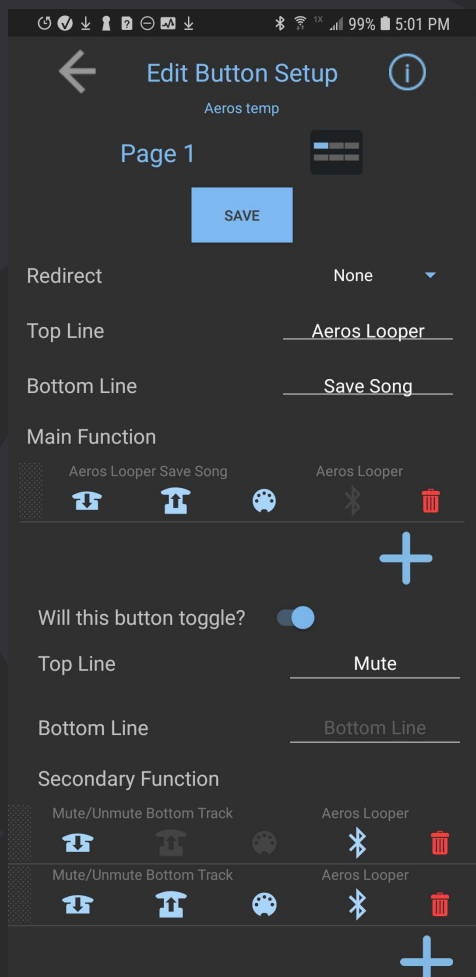 1X 99% 5:01 PM
Edit Button Setup
Aeros temp
Page 1
SAVE
Redirect None
Top Line Aeros Looper
Bottom Line Save Song
Main Function
Aeros Looper Save Song Aeros Looper
Will this button toggle?
Top Line Mute
Bottom Line Bottom Line
Secondary Function
Mute/Unmute Bottom Track Aeros Looper
Mute/Unmute Bottom Track Aeros Looper